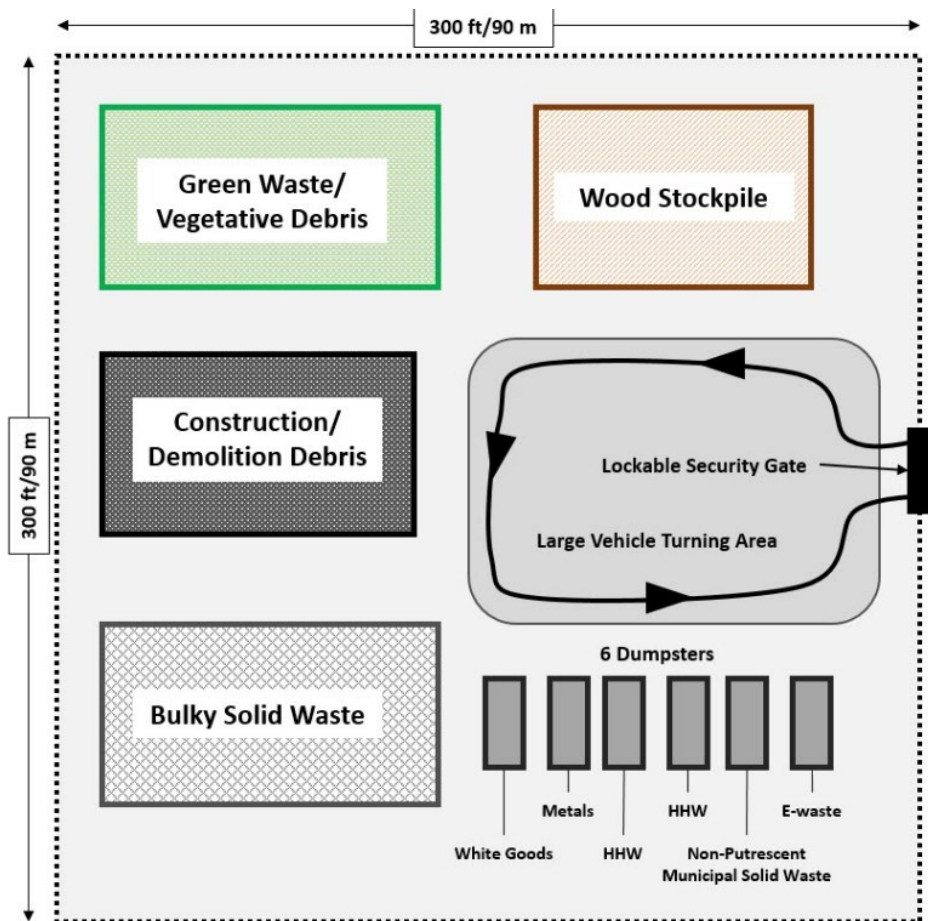 300 ft/90 m
300 ft/90 m
Green Waste/
Vegetative Debris
Wood Stockpile
Construction/
Demolition Debris
Lockable Security Gate
Large Vehicle Turning Area
Bulky Solid Waste
6 Dumpsters
Metals
HHW
E-waste
White Goods
HHW
Non-Putrescent
Municipal Solid Waste